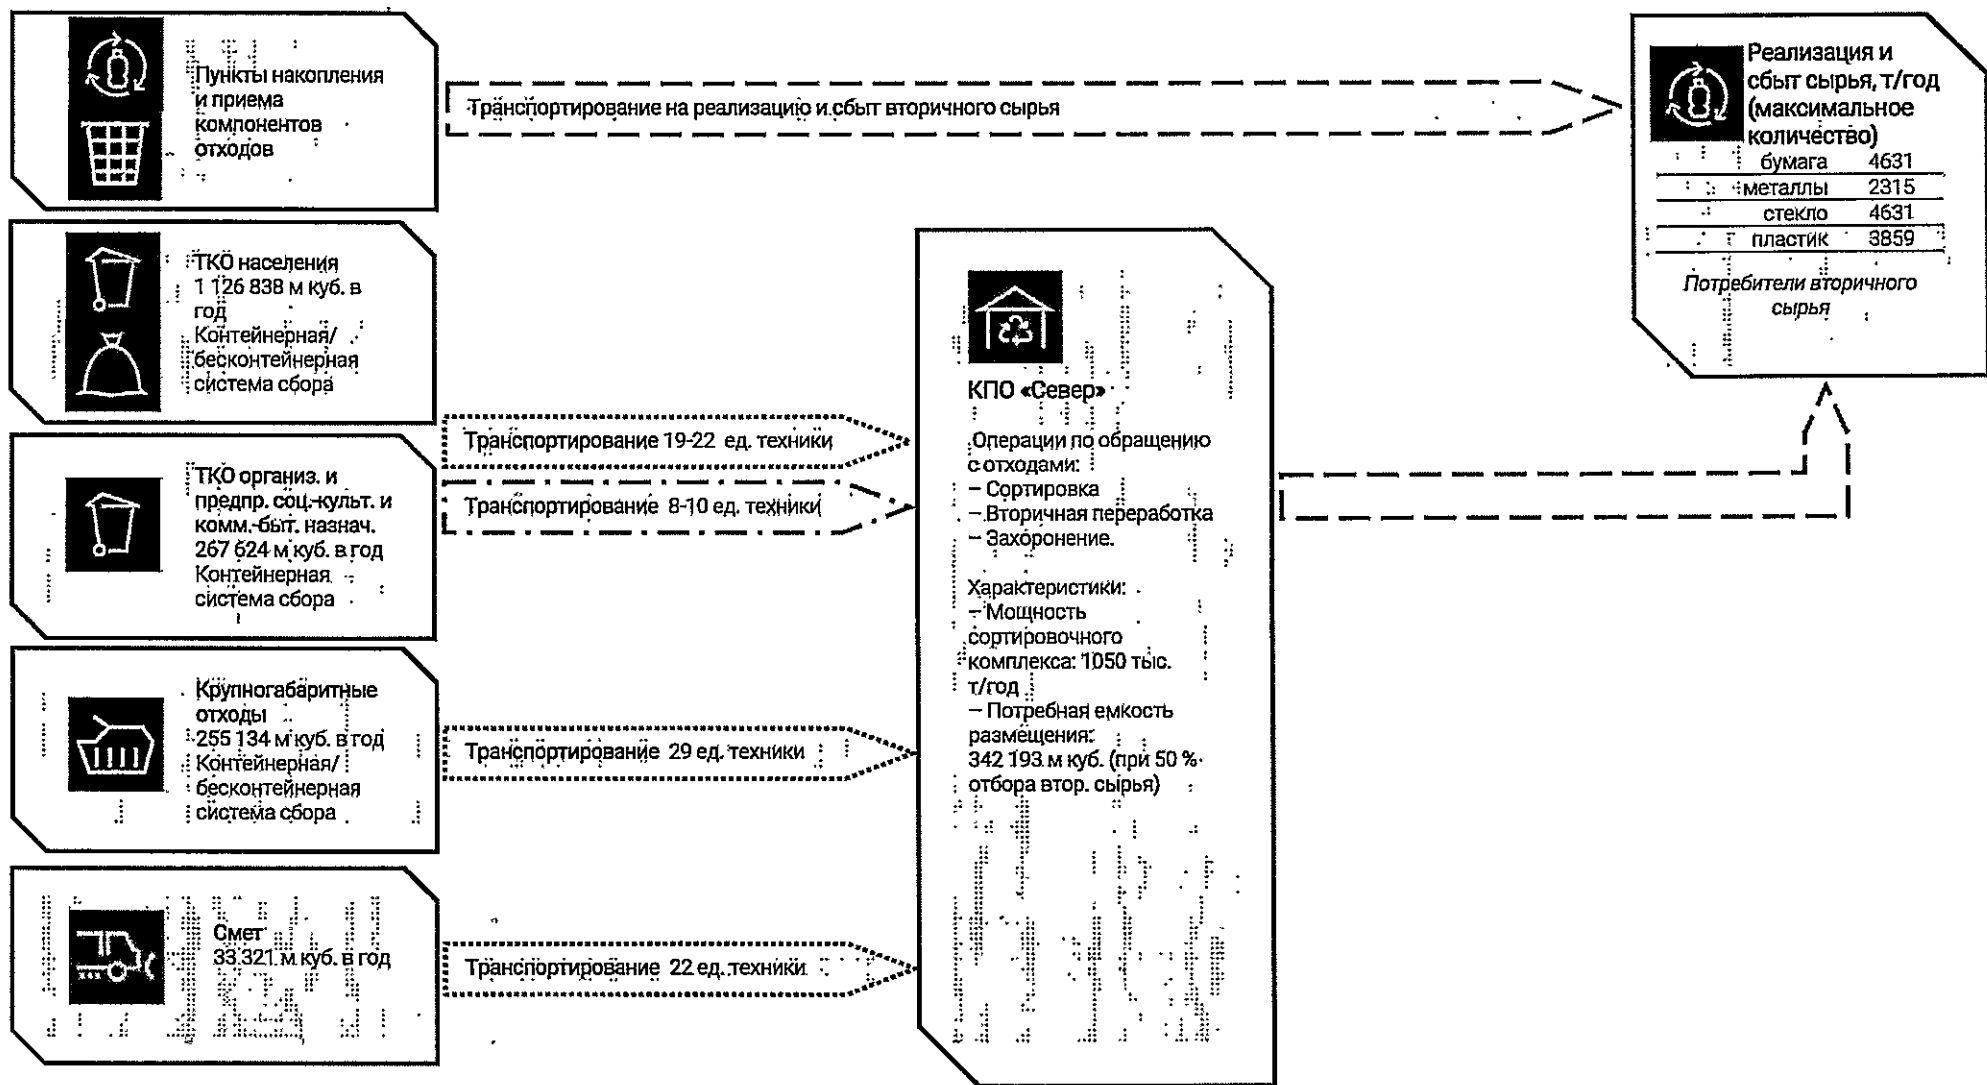 Пункты накопления
и приема
компонентов
отходов
Транспортирование на реализацию и сбыт вторичного сырья
Реализация и
сбыт сырья, т/год
(максимальное
количество)
бумага 4631
металлы 2315
стекло 4631
пластик 3859
Потребители вторичного
сырья
ТКО населения
1 126 838 м куб. в
год
Контейнерная/
бесконтейнерная
система сбора
Транспортирование 19-22 ед. техники
ТКО организ. и
предпр. соц.-культ. и
комм.-быт. назнач.
267 624 м куб. в год
Контейнерная
система сбора
Транспортирование 8-10 ед. техники
Крупногабаритные
отходы
255 134 м куб. в год
Контейнерная/
бесконтейнерная
система сбора
Транспортирование 29 ед. техники
Смет
33 321 м куб. в год
Транспортирование 22 ед. техники
КПО «Север»
Операции по обращению
с отходами:
– Сортировка
– Вторичная переработка
– Захоронение.
Характеристики:
– Мощность
сортировочного
комплекса: 1050 тыс.
т/год
– Потребная емкость
размещения:
342 193 м куб. (при 50 %
отбора втор. сырья)